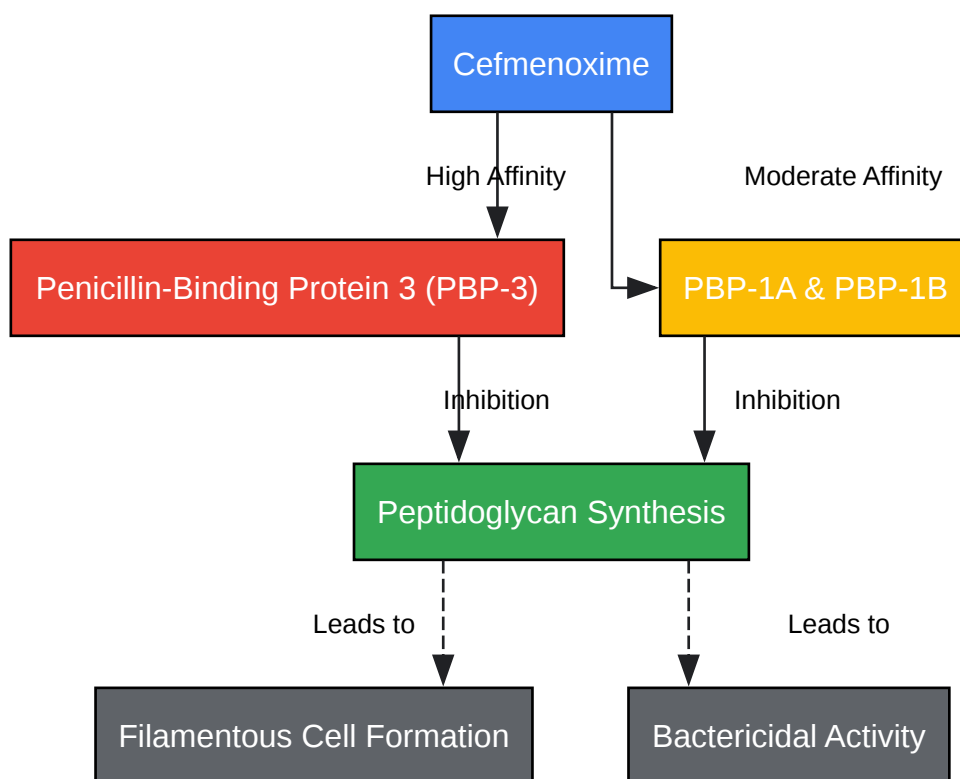 Cefmenoxime
High Affinity
Moderate Affinity
Penicillin-Binding Protein 3 (PBP-3)
PBP-1A & PBP-1B
Inhibition
Inhibition
Peptidoglycan Synthesis
Leads to
Leads to
Filamentous Cell Formation
Bactericidal Activity